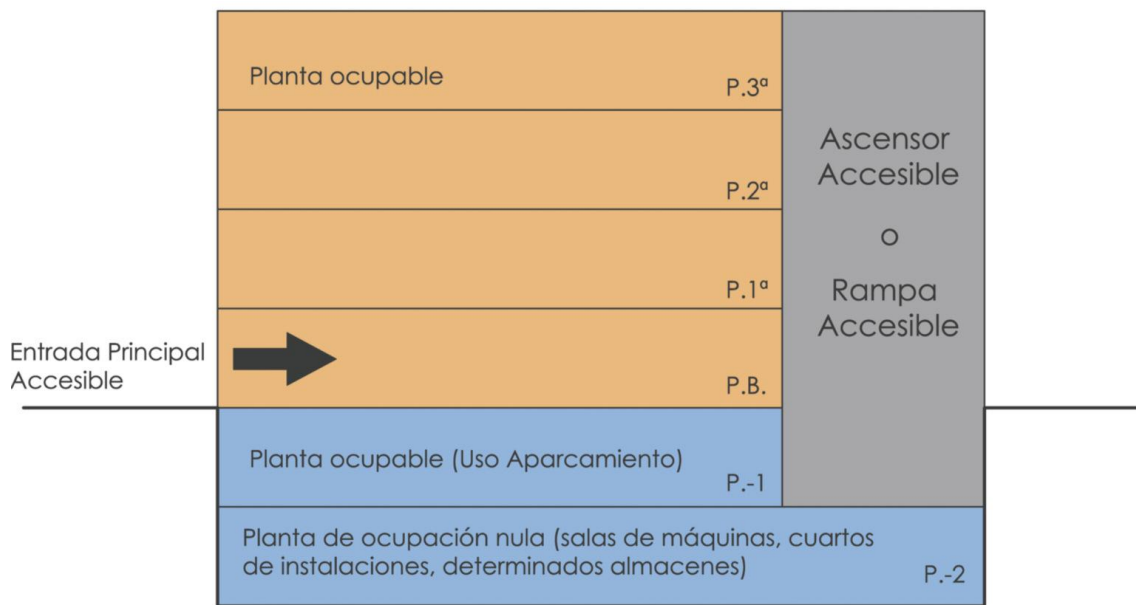 Planta ocupable
P.3ª
P.2ª
P.1ª
Ascensor
Accesible
o
Rampa
Accesible
Entrada Principal
Accesible
P.B.
Planta ocupable (Uso Aparcamiento)
P.-1
Planta de ocupación nula (salas de máquinas, cuartos
de instalaciones, determinados almacenes)
P.-2